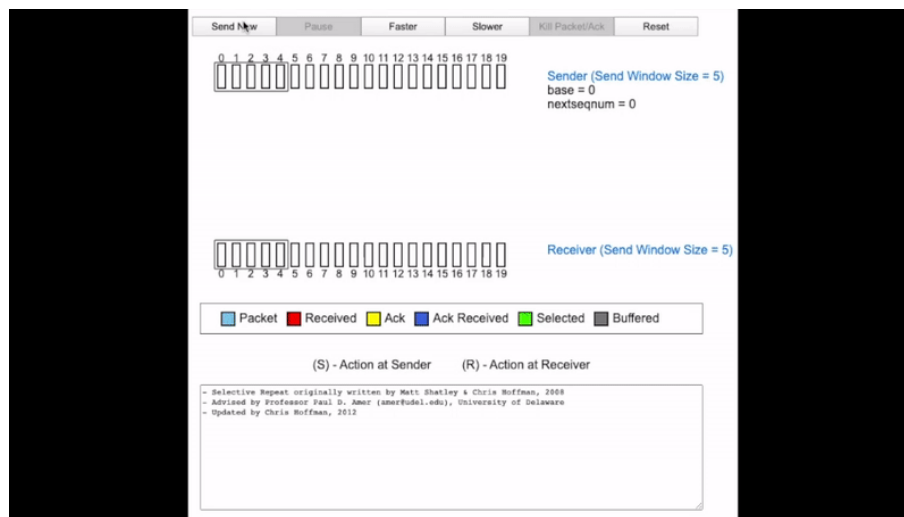 Send New Pause Faster Slower Kill Packet/Ack Reset
0 1 2 3 4 5 6 7 8 9 10 11 12 13 14 15 16 17 18 19
Sender (Send Window Size = 5)
base = 0
nextseqnum = 0
Receiver (Send Window Size = 5)
0 1 2 3 4 5 6 7 8 9 10 11 12 13 14 15 16 17 18 19
Packet Received Ack Ack Received Selected Buffered
(S) - Action at Sender (R) - Action at Receiver
- Selective Repeat originally written by Matt Shatley & Chris Hoffman, 2008
- Advised by Professor Paul D. Amer (amer@udel.edu), University of Delaware
- Updated by Chris Hoffman, 2012